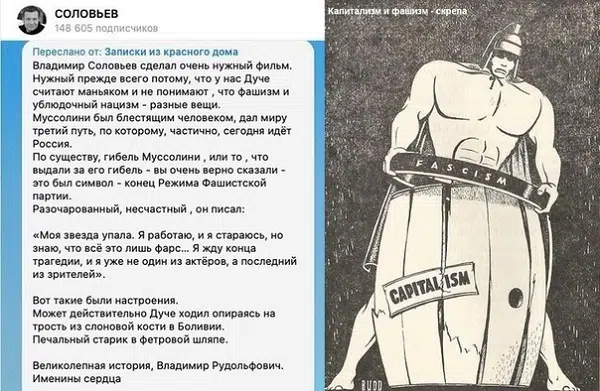 СОЛОВЬЕВ
148 605 подписчиков
Переслано от: Записки из красного дома
Владимир Соловьев сделал очень нужный фильм.
Нужный прежде всего потому, что у нас Дуче
считают маньяком и не понимают , что фашизм и
ублюдочный нацизм - разные вещи.
Муссолини был блестящим человеком, дал миру
третий путь, по которому, частично, сегодня идёт
Россия.
По существу, гибель Муссолини , или то , что
выдали за его гибель - вы очень верно сказали -
это был символ - конец Режима Фашистской
партии.
Разочарованный, несчастный , он писал:
«Моя звезда упала. Я работаю, и я стараюсь, но
знаю, что всё это лишь фарс... Я жду конца
трагедии, и я уже не один из актёров, а последний
из зрителей».
Вот такие были настроения.
Может действительно Дуче ходил опираясь на
трость из слоновой кости в Боливии.
Печальный старик в фетровой шляпе.
Великолепная история, Владимир Рудольфович.
Именины сердца
Капитализм и фашизм - скрепа
FASCISM
CAPITALISM
BUDD